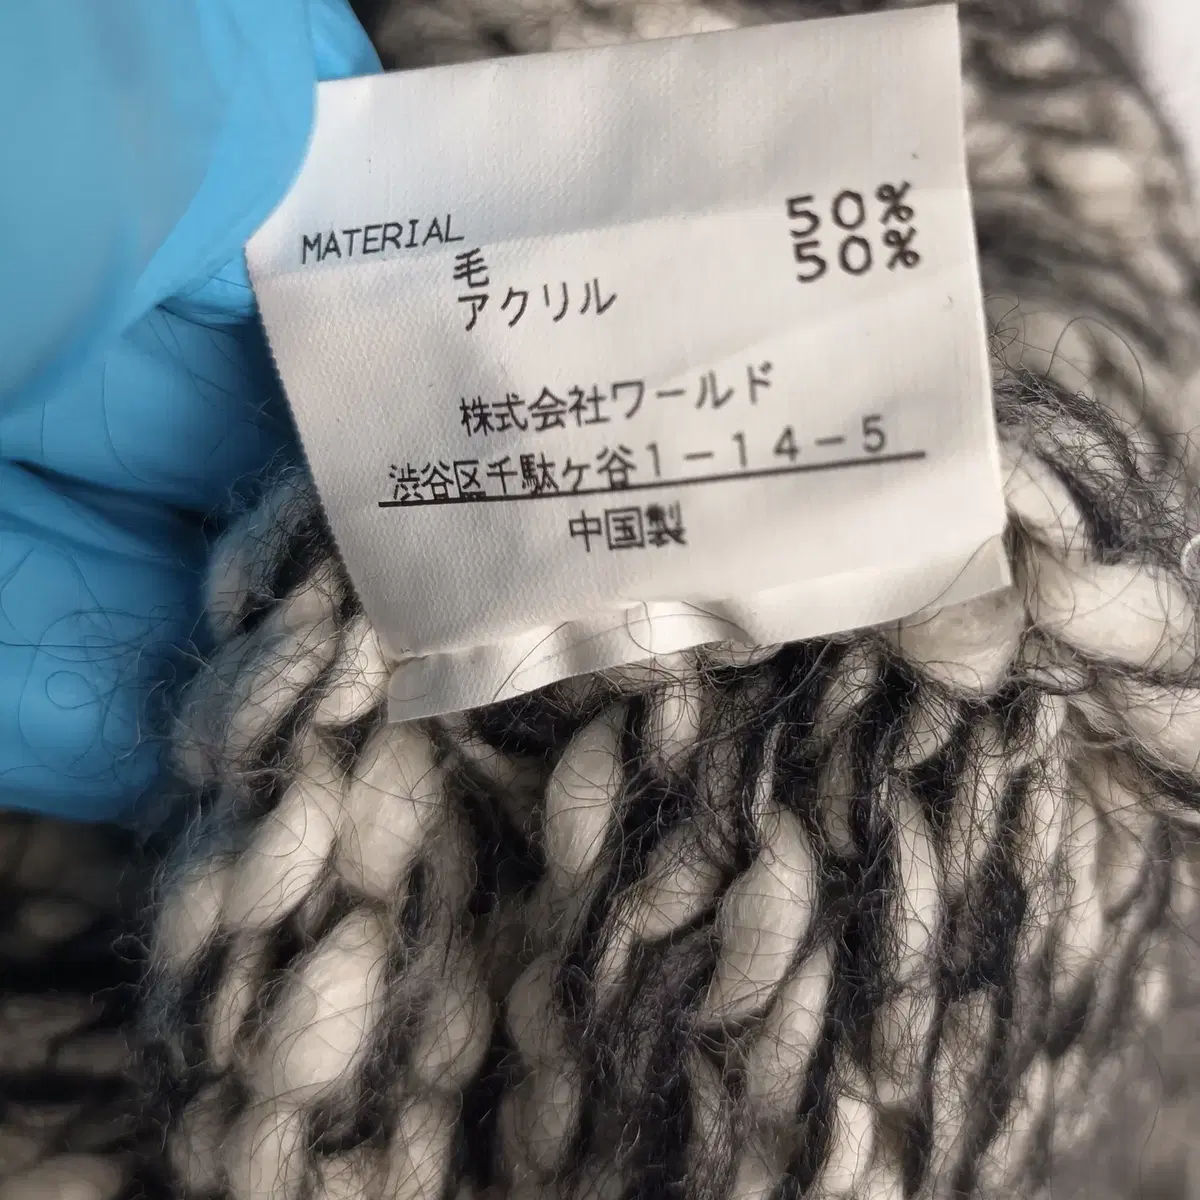 MATERIAL
毛 50%
アクリル 50%
株式会社ワールド
渋谷区千駄ヶ谷1-14-5
中国製